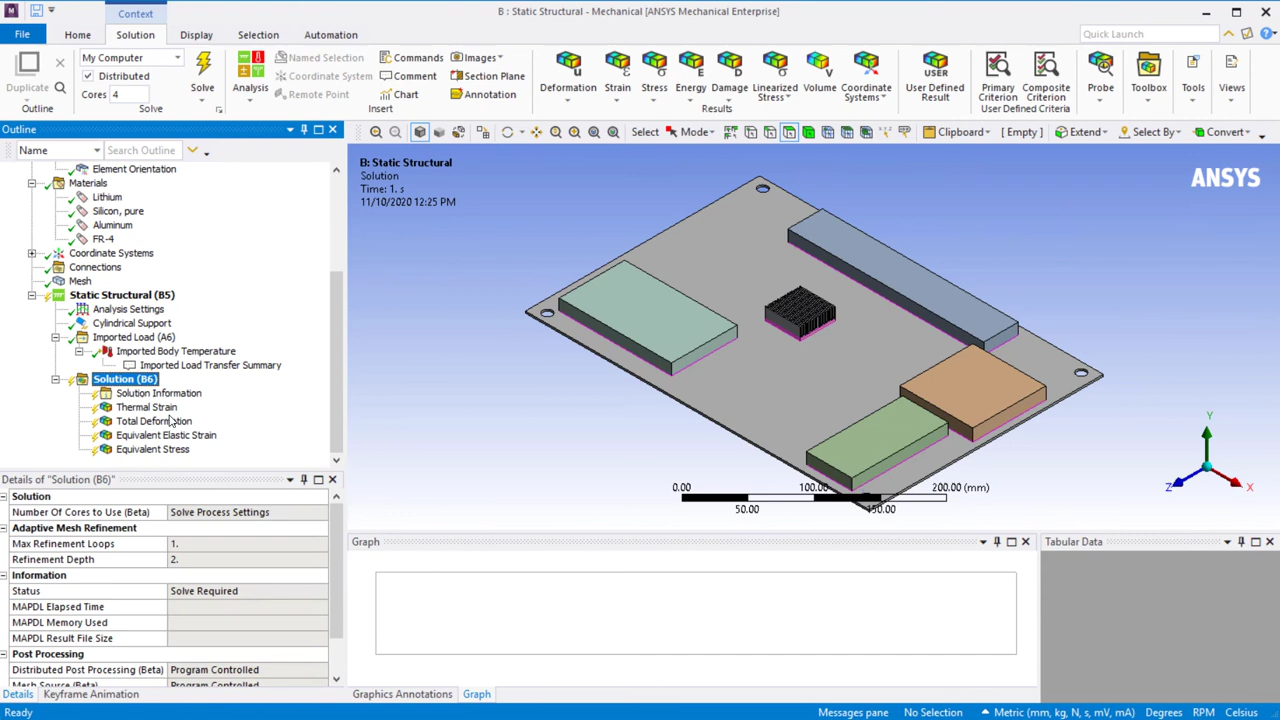 Context
B : Static Structural - Mechanical [ANSYS Mechanical Enterprise]
File Home Solution Display Selection Automation
Quick Launch
Duplicate
Outline
My Computer
Distributed
Cores 4
Solve
Solve
Analysis
Named Selection
Coordinate System
Remote Point
Commands
Comment
Chart
Images
Section Plane
Annotation
Insert
Deformation
Strain
Stress
Energy
Damage
Linearized Stress
Volume
Coordinate Systems
Results
User Defined Result
USER
Primary Criterion
Composite Criterion
User Defined Criteria
Probe
Toolbox
Tools
Views
Outline
Name
Search Outline
Select Mode
Clipboard [ Empty ] Extend Select By Convert
Element Orientation
Materials
Lithium
Silicon, pure
Aluminum
FR-4
Coordinate Systems
Connections
Mesh
Static Structural (B5)
Analysis Settings
Cylindrical Support
Imported Load (A6)
Imported Body Temperature
Imported Load Transfer Summary
Solution (B6)
Solution Information
Thermal Strain
Total Deformation
Equivalent Elastic Strain
Equivalent Stress
B: Static Structural
Solution
Time: 1. s
11/10/2020 12:25 PM
ANSYS
0.00 100.00 200.00 (mm)
50.00 150.00
Y
Z X
Details of "Solution (B6)"
Solution
Number Of Cores to Use (Beta) Solve Process Settings
Adaptive Mesh Refinement
Max Refinement Loops 1.
Refinement Depth 2.
Information
Status Solve Required
MAPDL Elapsed Time
MAPDL Memory Used
MAPDL Result File Size
Post Processing
Distributed Post Processing (Beta) Program Controlled
Mesh Source (Beta) Program Controlled
Graph
Tabular Data
Details Keyframe Animation
Graphics Annotations Graph
Ready
Messages pane No Selection Metric (mm, kg, N, s, mV, mA) Degrees RPM Celsius